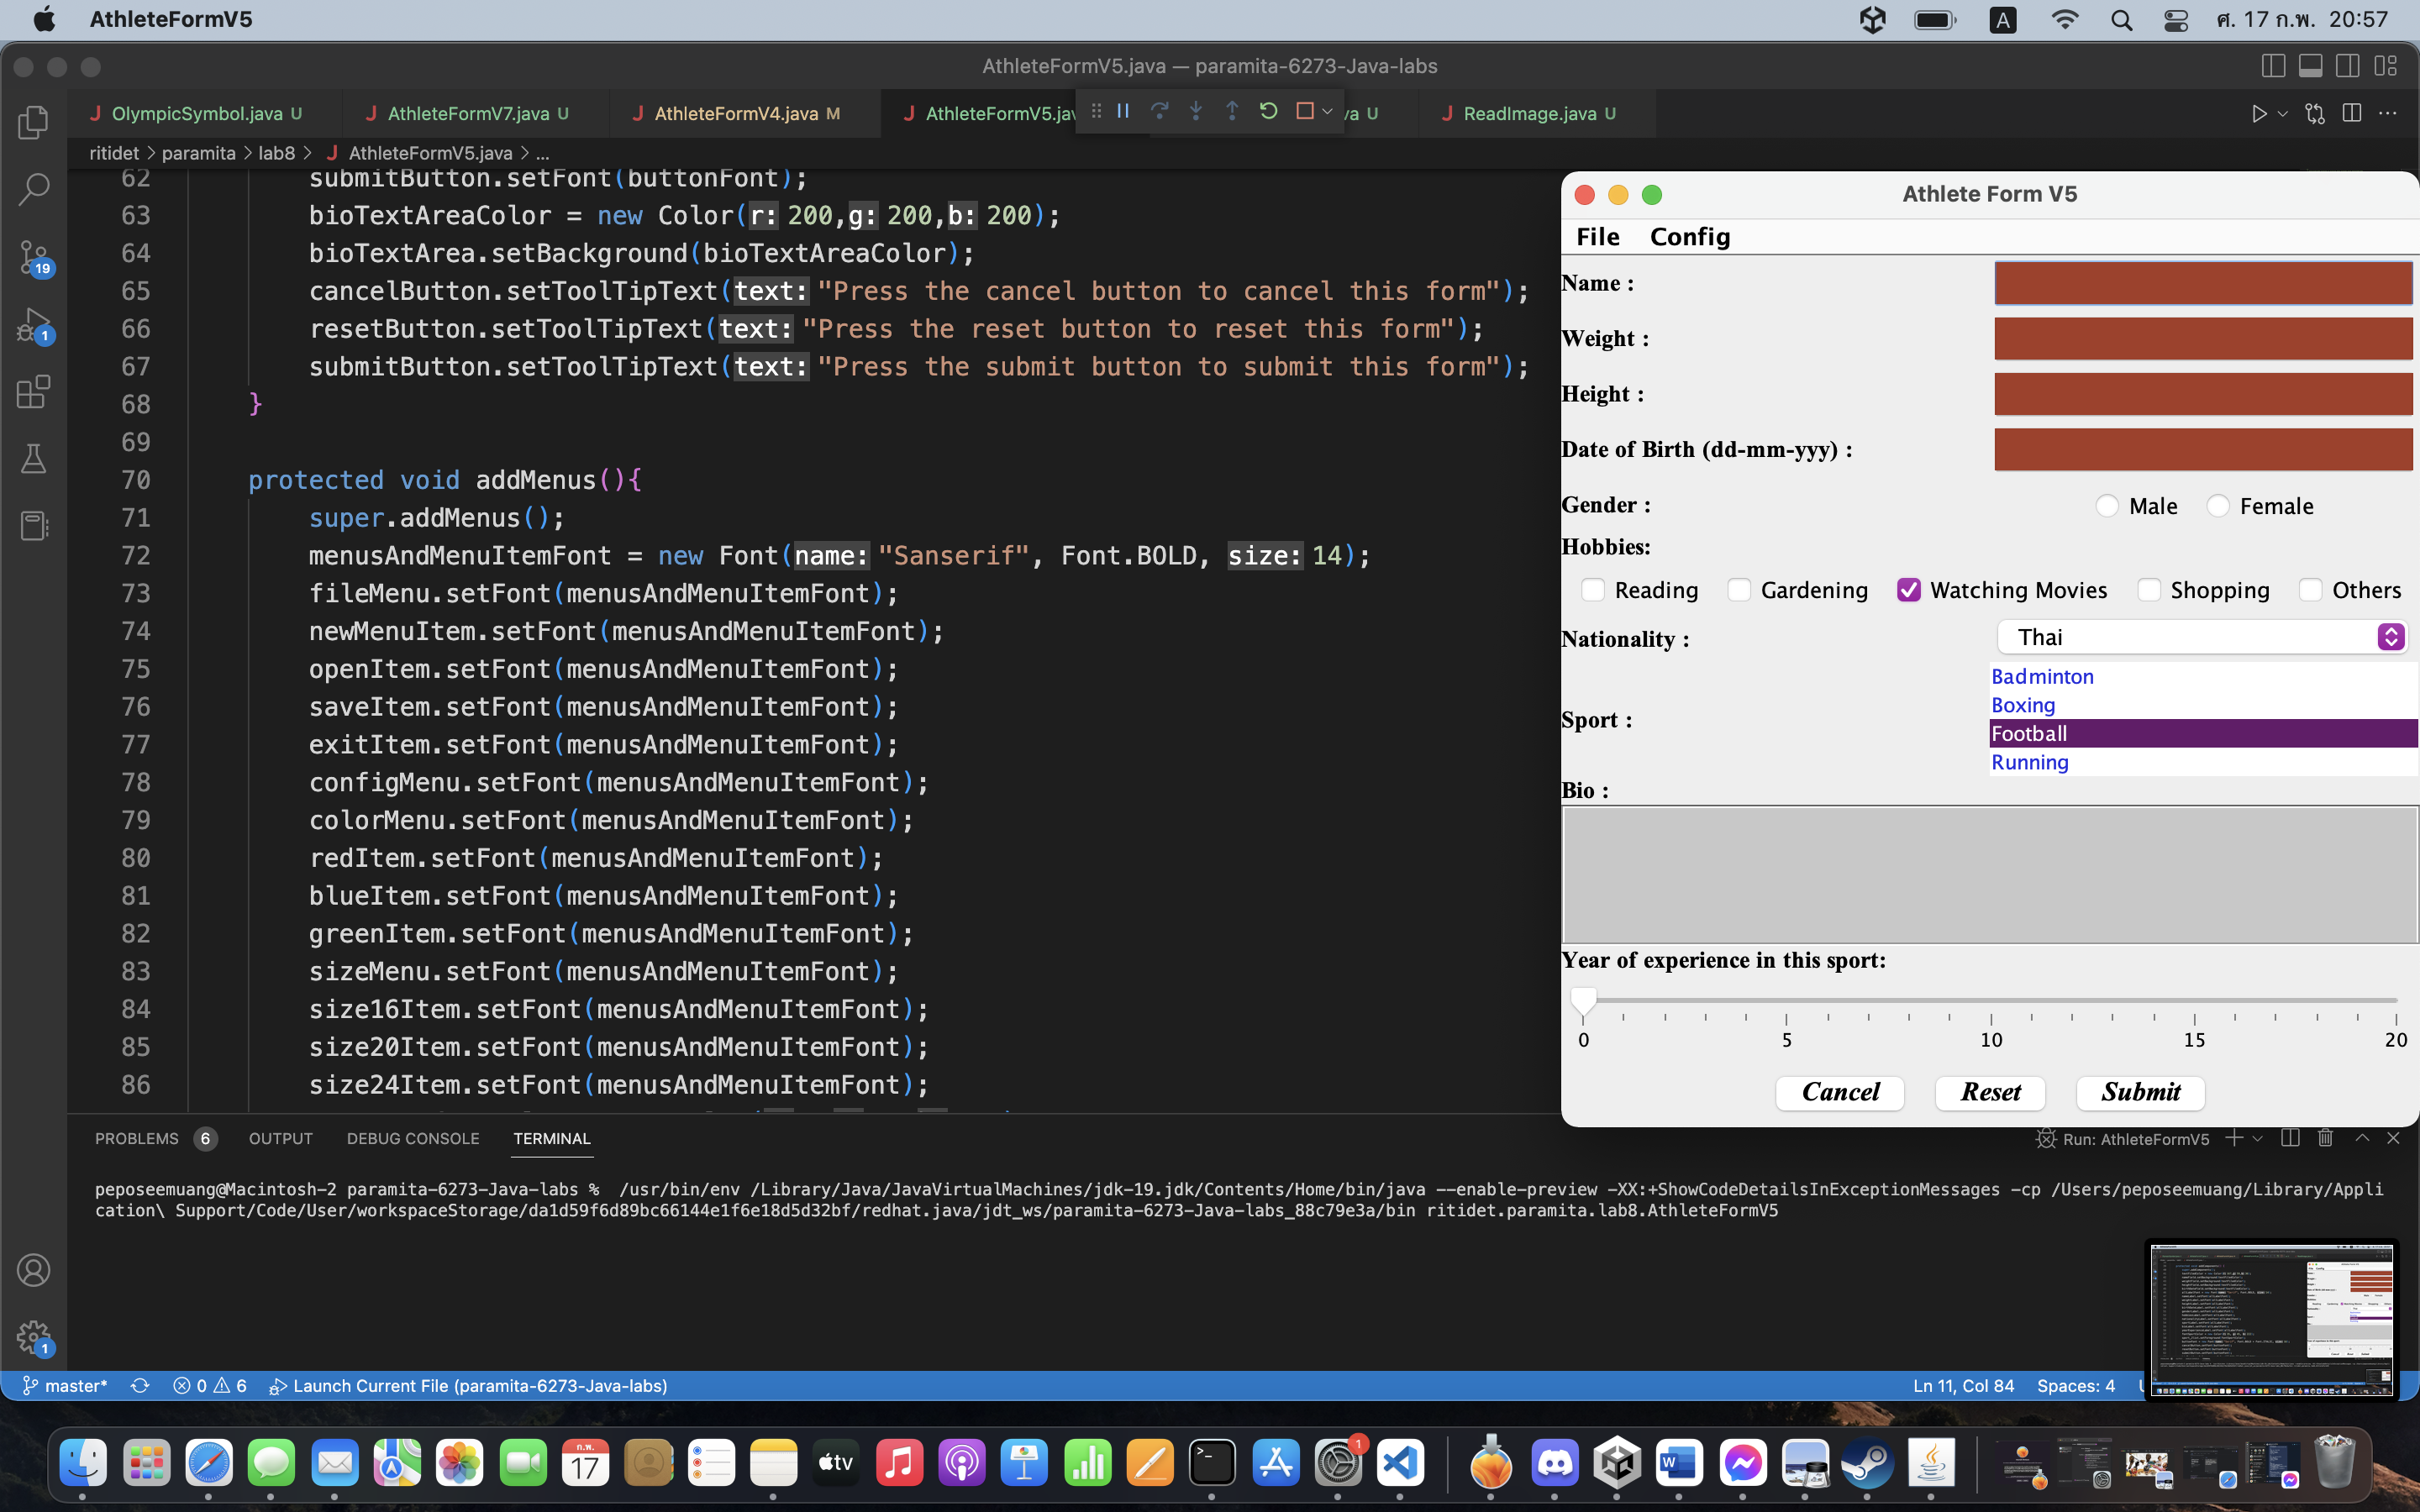 AthleteFormV5
A
ศ. 17 ก.พ. 20:57
AthleteFormV5.java — paramita-6273-Java-labs
J OlympicSymbol.java U
J AthleteFormV7.java U
J AthleteFormV4.java M
J AthleteFormV5.jav
va U
J ReadImage.java U
ritidet > paramita > lab8 > J AthleteFormV5.java > ...
62 submitButton.setFont(buttonFont);
63 bioTextAreaColor = new Color(r: 200,g: 200,b: 200);
64 bioTextArea.setBackground(bioTextAreaColor);
65 cancelButton.setToolTipText(text: "Press the cancel button to cancel this form");
66 resetButton.setToolTipText(text: "Press the reset button to reset this form");
67 submitButton.setToolTipText(text: "Press the submit button to submit this form");
68 }
69
70 protected void addMenus(){
71 super.addMenus();
72 menusAndMenuItemFont = new Font(name: "Sanserif", Font.BOLD, size: 14);
73 fileMenu.setFont(menusAndMenuItemFont);
74 newMenuItem.setFont(menusAndMenuItemFont);
75 openItem.setFont(menusAndMenuItemFont);
76 saveItem.setFont(menusAndMenuItemFont);
77 exitItem.setFont(menusAndMenuItemFont);
78 configMenu.setFont(menusAndMenuItemFont);
79 colorMenu.setFont(menusAndMenuItemFont);
80 redItem.setFont(menusAndMenuItemFont);
81 blueItem.setFont(menusAndMenuItemFont);
82 greenItem.setFont(menusAndMenuItemFont);
83 sizeMenu.setFont(menusAndMenuItemFont);
84 size16Item.setFont(menusAndMenuItemFont);
85 size20Item.setFont(menusAndMenuItemFont);
86 size24Item.setFont(menusAndMenuItemFont);
19
1
1
Athlete Form V5
File Config
Name :
Weight :
Height :
Date of Birth (dd-mm-yyy) :
Gender : Male Female
Hobbies:
Reading Gardening Watching Movies Shopping Others
Nationality : Thai
Badminton
Boxing
Sport :
Football
Running
Bio :
Year of experience in this sport:
0 5 10 15 20
Cancel Reset Submit
PROBLEMS 6 OUTPUT DEBUG CONSOLE TERMINAL
Run: AthleteFormV5
peposeemuang@Macintosh-2 paramita-6273-Java-labs % /usr/bin/env /Library/Java/JavaVirtualMachines/jdk-19.jdk/Contents/Home/bin/java --enable-preview -XX:+ShowCodeDetailsInExceptionMessages -cp /Users/peposeemuang/Library/Appli
cation\ Support/Code/User/workspaceStorage/da1d59f6d89bc66144e1f6e18d5d32bf/redhat.java/jdt_ws/paramita-6273-Java-labs_88c79e3a/bin ritidet.paramita.lab8.AthleteFormV5
master* 0 6 Launch Current File (paramita-6273-Java-labs)
Ln 11, Col 84 Spaces: 4
ก.พ.
17
tv
1
W